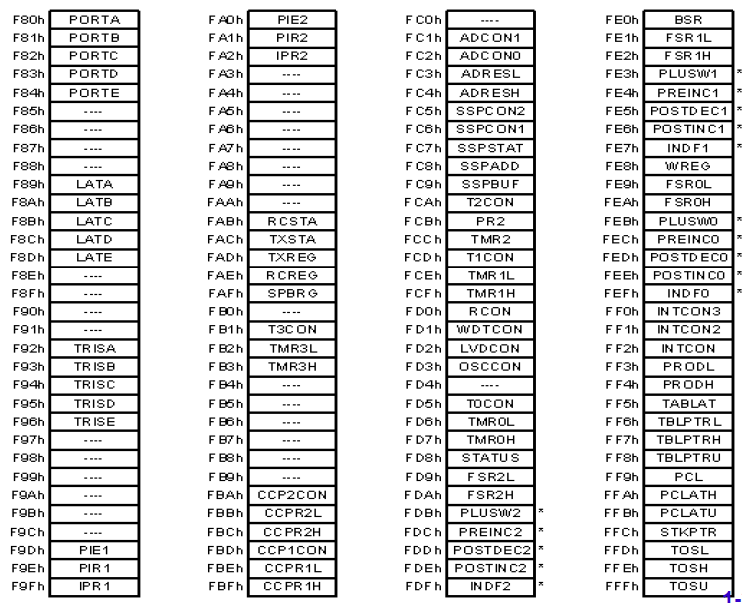 F80h PORTA FA0h PIE2 FC0h ---- FE0h BSR
F81h PORTB FA1h PIR2 FC1h ADCON1 FE1h FSR1L
F82h PORTC FA2h IPR2 FC2h ADCON0 FE2h FSR1H
F83h PORTD FA3h ---- FC3h ADRESL FE3h PLUSW1 *
F84h PORTE FA4h ---- FC4h ADRESH FE4h PREINC1 *
F85h ---- FA5h ---- FC5h SSPCON2 FE5h POSTDEC1 *
F86h ---- FA6h ---- FC6h SSPCON1 FE6h POSTINC1 *
F87h ---- FA7h ---- FC7h SSPSTAT FE7h INDF1 *
F88h ---- FA8h ---- FC8h SSPADD FE8h WREG
F89h LATA FA9h ---- FC9h SSPBUF FE9h FSR0L
F8Ah LATB FAAh ---- FCAh T2CON FEAh FSR0H
F8Bh LATC FABh RCSTA FCBh PR2 FEBh PLUSW0 *
F8Ch LATD FACh TXSTA FCCh TMR2 FECh PREINC0 *
F8Dh LATE FADh TXREG FCDh T1CON FEDh POSTDEC0 *
F8Eh ---- FAEh RCREG FCEh TMR1L FEEh POSTINC0 *
F8Fh ---- FAFh SPBRG FCFh TMR1H FEFh INDF0 *
F90h ---- FB0h ---- FD0h RCON FF0h INTCON3
F91h ---- FB1h T3CON FD1h WDTCON FF1h INTCON2
F92h TRISA FB2h TMR3L FD2h LVDCON FF2h INTCON
F93h TRISB FB3h TMR3H FD3h OSCCON FF3h PRODL
F94h TRISC FB4h ---- FD4h ---- FF4h PRODH
F95h TRISD FB5h ---- FD5h T0CON FF5h TABLAT
F96h TRISE FB6h ---- FD6h TMR0L FF6h TBLPTRL
F97h ---- FB7h ---- FD7h TMR0H FF7h TBLPTRH
F98h ---- FB8h ---- FD8h STATUS FF8h TBLPTRU
F99h ---- FB9h ---- FD9h FSR2L FF9h PCL
F9Ah ---- FBAh CCP2CON FDAh FSR2H FFAh PCLATH
F9Bh ---- FBBh CCPR2L FDBh PLUSW2 * FFBh PCLATU
F9Ch ---- FBCh CCPR2H FDCh PREINC2 * FFCh STKPTR
F9Dh PIE1 FBDh CCP1CON FDDh POSTDEC2 * FFDh TOSL
F9Eh PIR1 FBEh CCPR1L FDEh POSTINC2 * FFEh TOSH
F9Fh IPR1 FBFh CCPR1H FDFh INDF2 * FFFh TOSU
1-